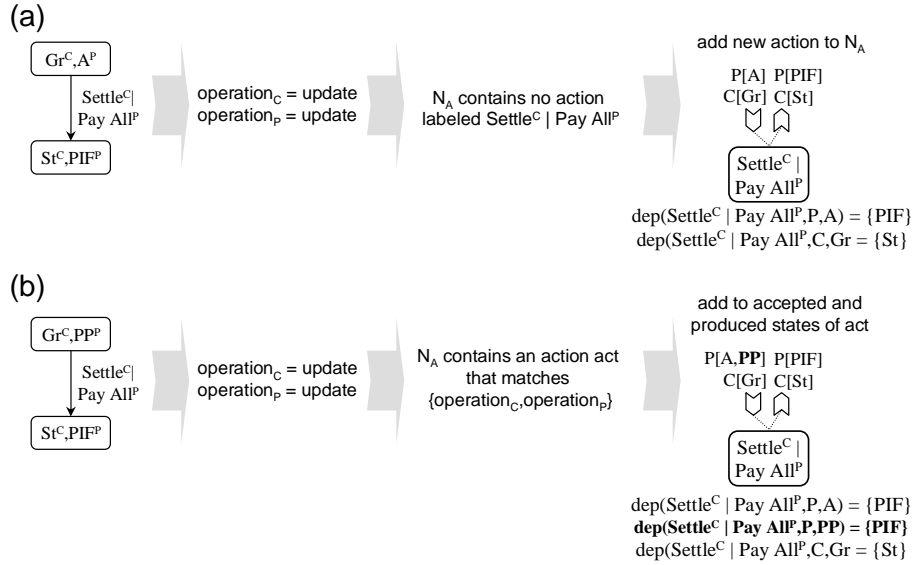 (a)
Gr^C,A^P
Settle^C|
Pay All^P
St^C,PIF^P
operation_C = update
operation_P = update
N_A contains no action
labeled Settle^C | Pay All^P
add new action to N_A
P[A] P[PIF]
C[Gr] C[St]
Settle^C |
Pay All^P
dep(Settle^C | Pay All^P,P,A) = {PIF}
dep(Settle^C | Pay All^P,C,Gr = {St}
(b)
Gr^C,PP^P
Settle^C|
Pay All^P
St^C,PIF^P
operation_C = update
operation_P = update
N_A contains an action act
that matches
{operation_C,operation_P}
add to accepted and
produced states of act
P[A,PP] P[PIF]
C[Gr] C[St]
Settle^C |
Pay All^P
dep(Settle^C | Pay All^P,P,A) = {PIF}
dep(Settle^C | Pay All^P,P,PP) = {PIF}
dep(Settle^C | Pay All^P,C,Gr = {St}